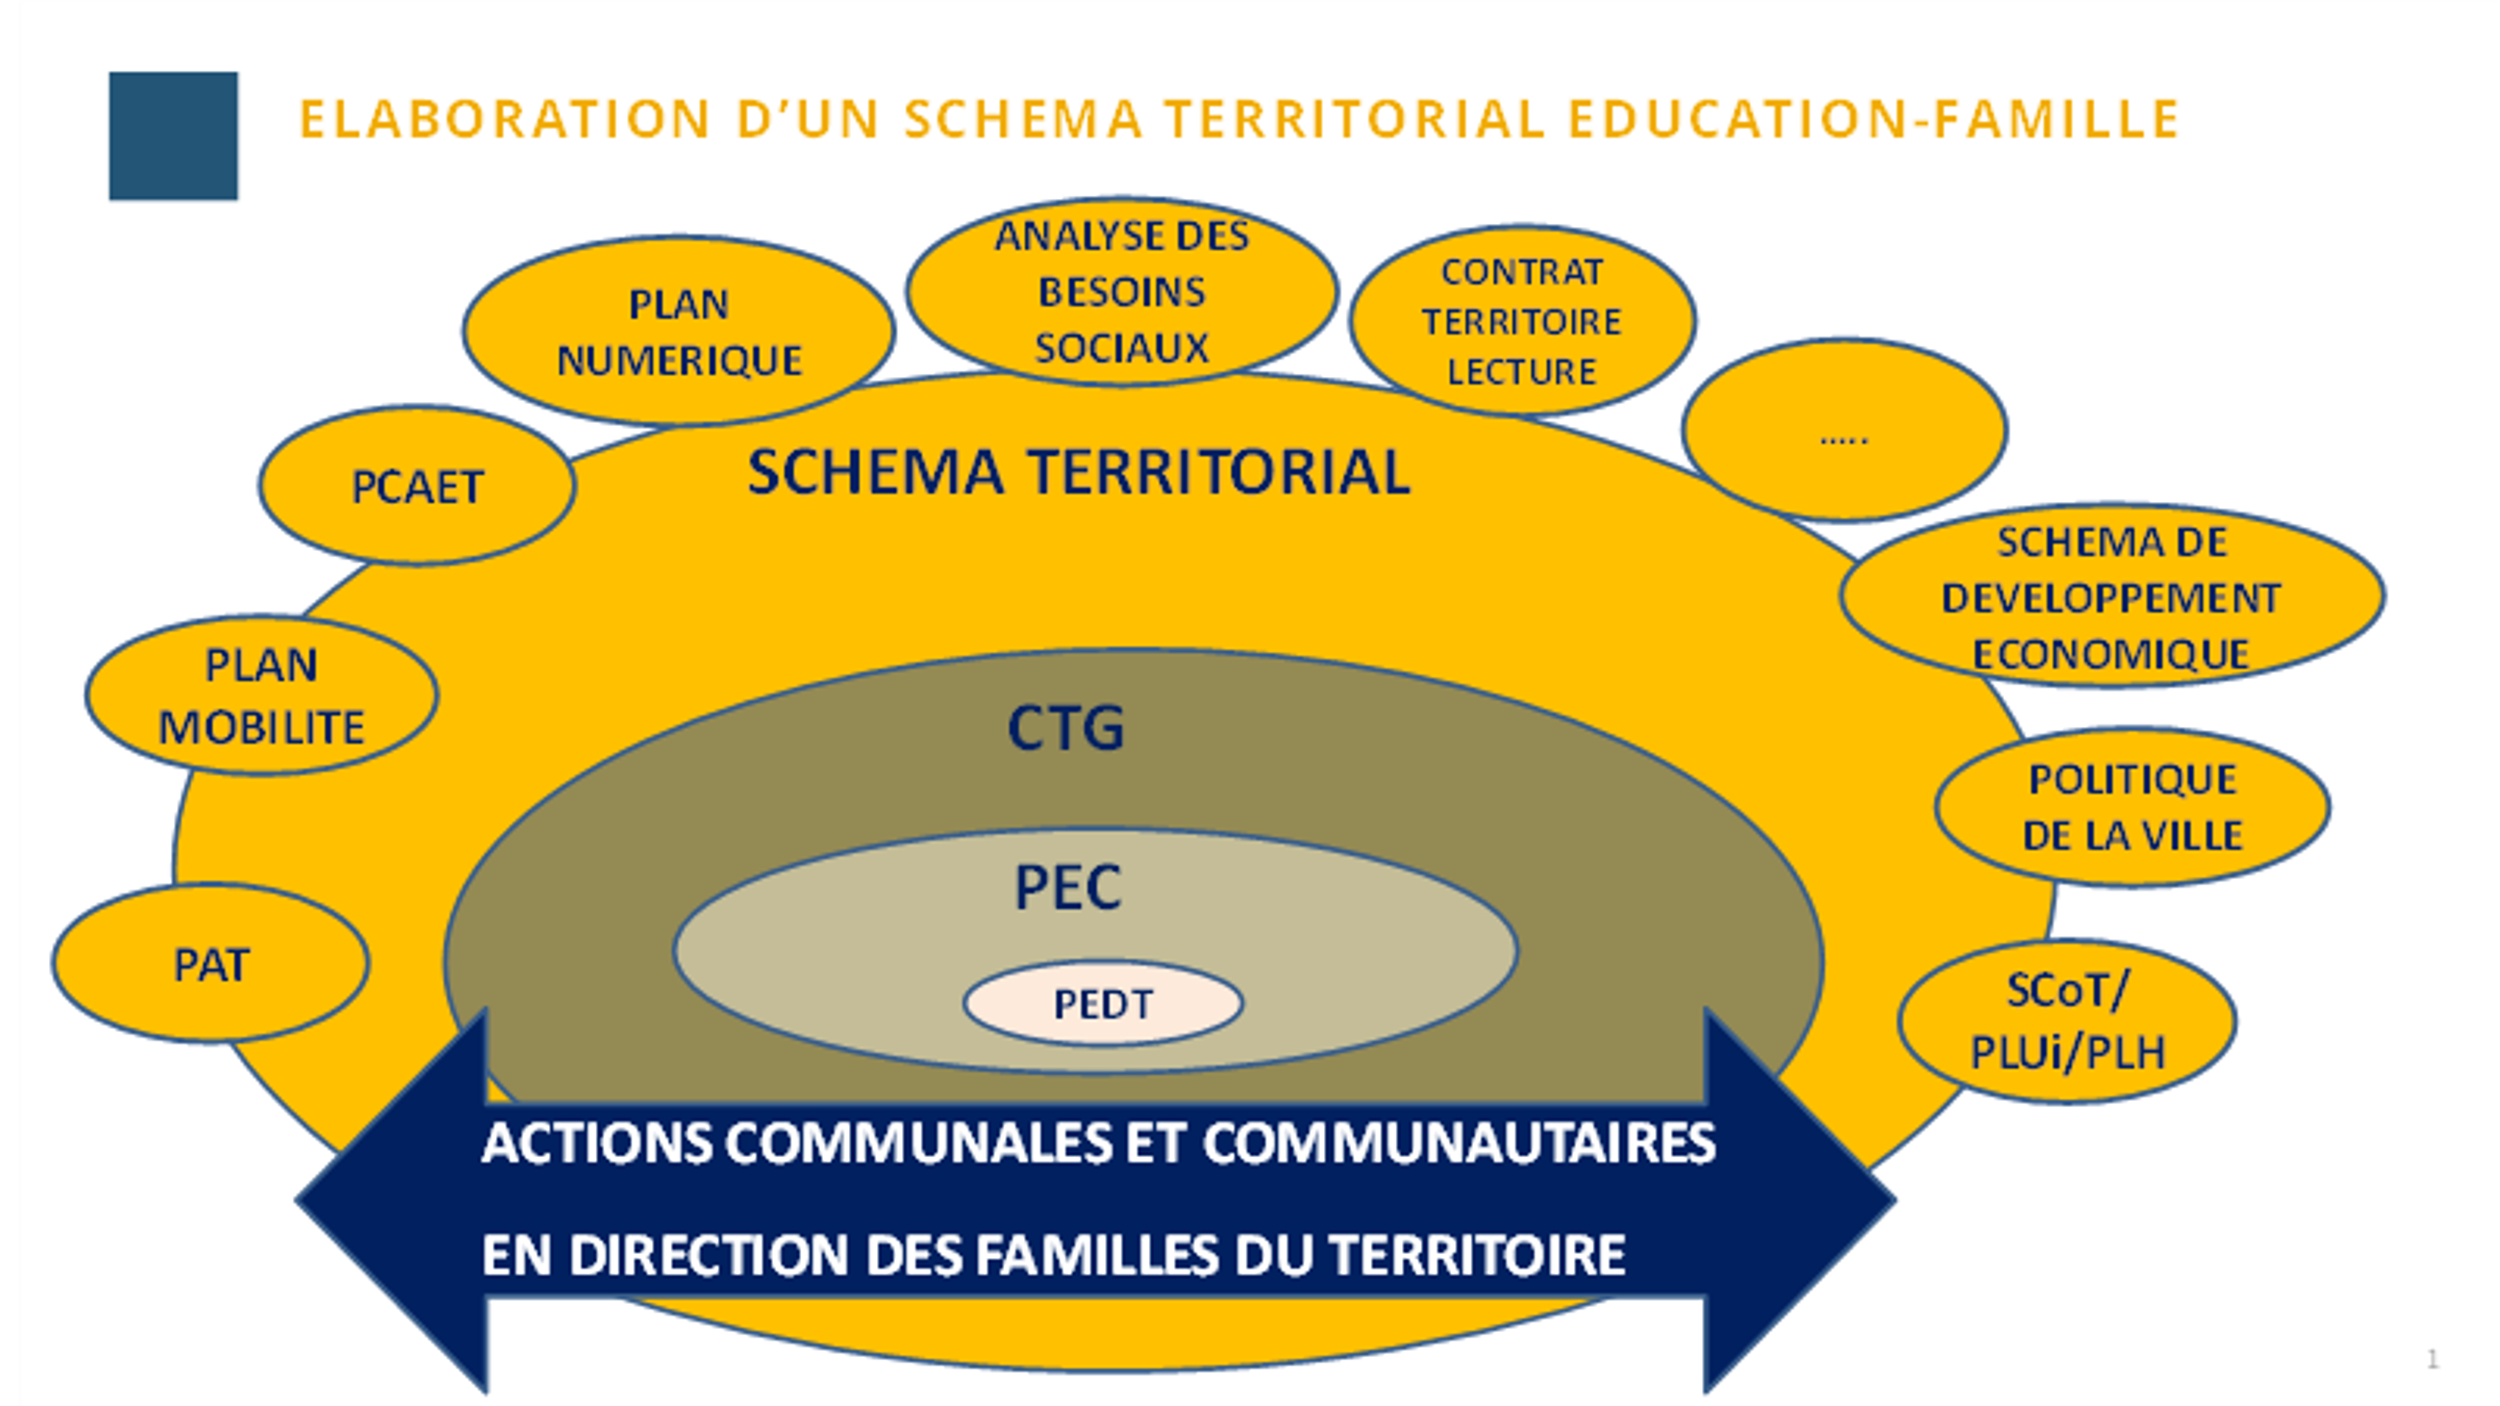 ELABORATION D’UN SCHEMA TERRITORIAL EDUCATION-FAMILLE
ANALYSE DES
BESOINS
SOCIAUX
PLAN
NUMERIQUE
CONTRAT
TERRITOIRE
LECTURE
.....
PCAET
SCHEMA TERRITORIAL
SCHEMA DE
DEVELOPPEMENT
ECONOMIQUE
PLAN
MOBILITE
CTG
POLITIQUE
DE LA VILLE
PEC
PAT
PEDT
SCoT/
PLUi/PLH
ACTIONS COMMUNALES ET COMMUNAUTAIRES
EN DIRECTION DES FAMILLES DU TERRITOIRE
1